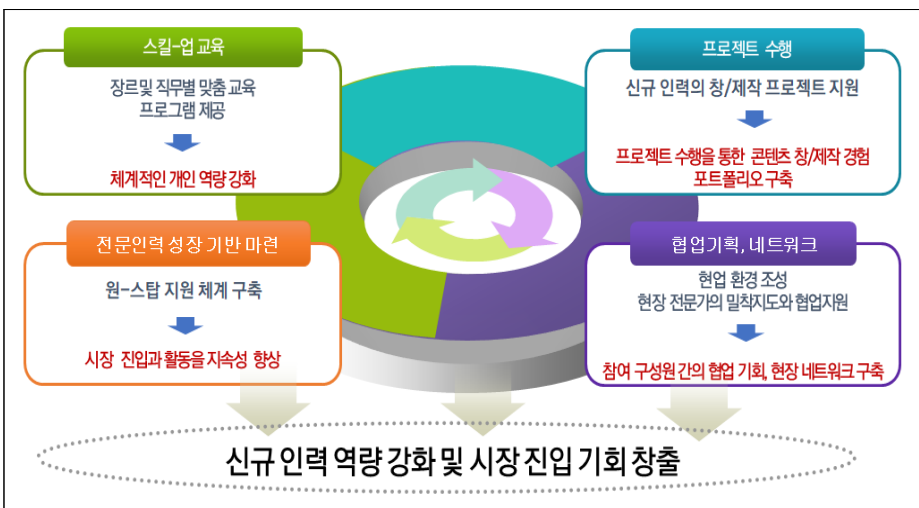 스킬-업 교육
장르및 직무별 맞춤 교육
프로그램 제공
체계적인 개인 역량 강화
프로젝트 수행
신규 인력의 창/제작 프로젝트 지원
프로젝트 수행을 통한 콘텐츠 창/제작 경험
포트폴리오 구축
전문인력 성장 기반 마련
원-스탑 지원 체계 구축
시장 진입과 활동을 지속성 향상
협업기획, 네트워크
현업 환경 조성
현장 전문가의 밀착지도와 협업지원
참여 구성원 간의 협업 기회, 현장 네트워크 구축
신규 인력 역량 강화 및 시장 진입 기회 창출